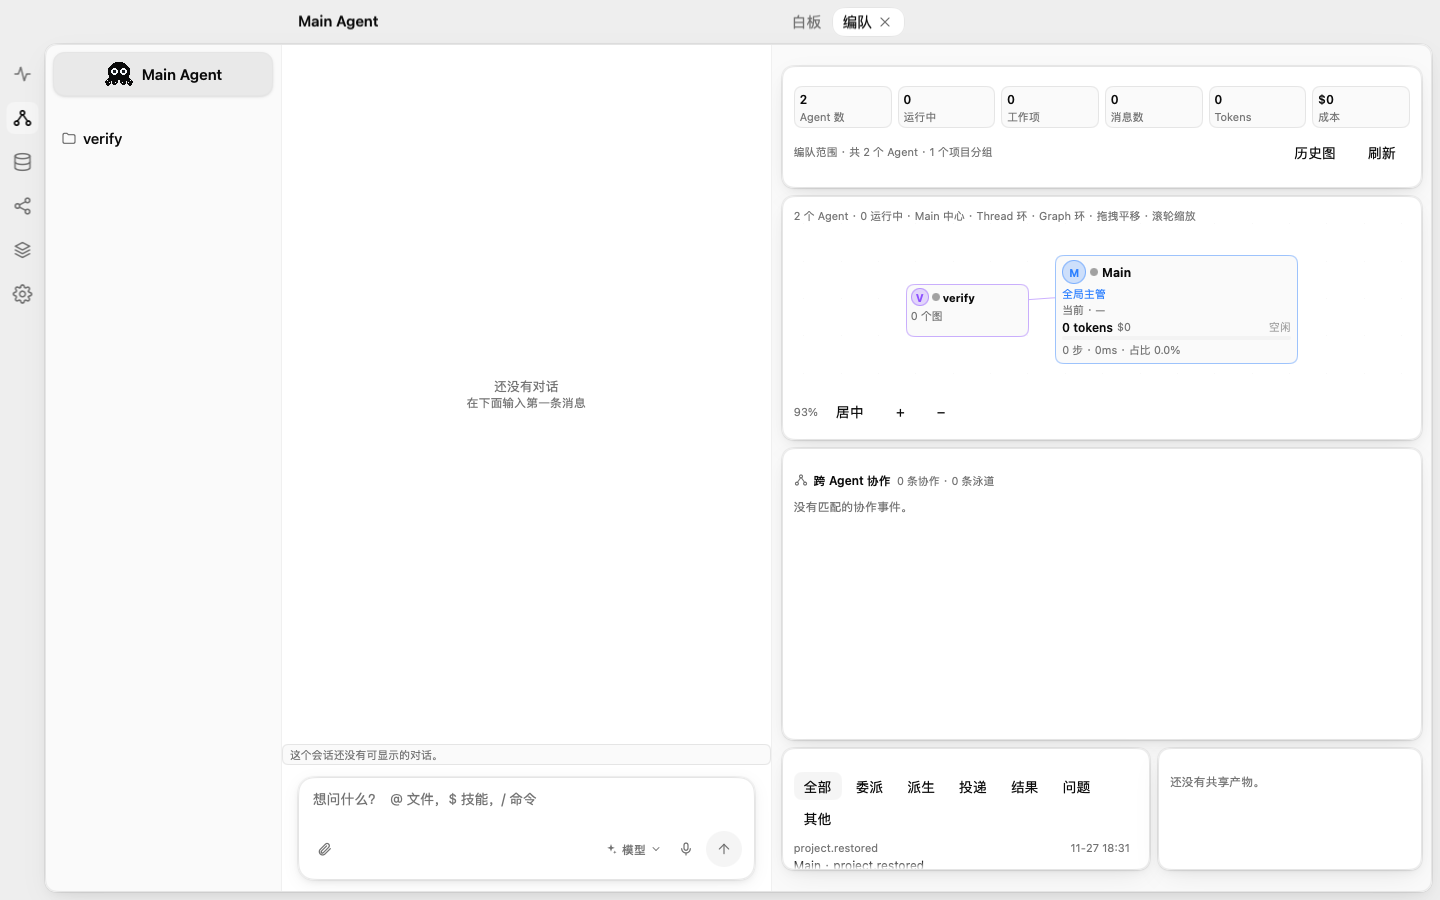 Main Agent
白板
编队
Main Agent
verify
还没有对话
在下面输入第一条消息
这个会话还没有可显示的对话。
想问什么? @ 文件, $ 技能, / 命令
模型
2
Agent 数
0
运行中
0
工作项
0
消息数
0
Tokens
$0
成本
编队范围 · 共 2 个 Agent · 1 个项目分组
历史图
刷新
2 个 Agent · 0 运行中 · Main 中心 · Thread 环 · Graph 环 · 拖拽平移 · 滚轮缩放
V verify
0 个图
M Main
全局主管
当前 · —
0 tokens $0 空闲
0 步 · 0ms · 占比 0.0%
93% 居中 + −
跨 Agent 协作 0 条协作 · 0 条泳道
没有匹配的协作事件。
全部 委派 派生 投递 结果 问题
其他
project.restored 11-27 18:31
Main · project.restored
还没有共享产物。